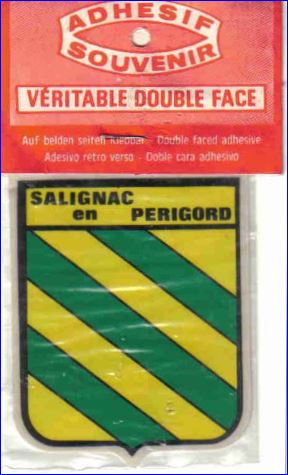 ADHESIF
SOUVENIR
VÉRITABLE DOUBLE FACE
Auf beiden seiten klebbar - Double faced adhesive
Adesivo retro verso - Doble cara adhesivo
SALIGNAC
en PERIGORD